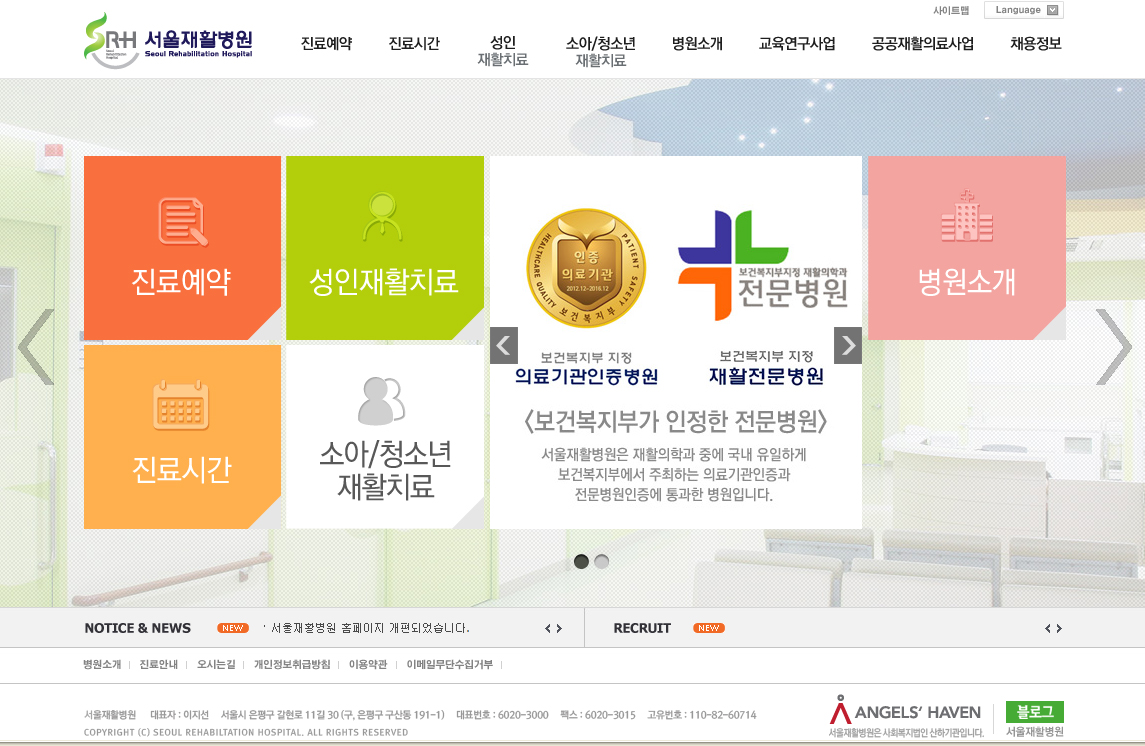 사이트맵
Language
SRH
서울재활병원
Seoul Rehabilitation Hospital
진료예약
진료시간
성인
재활치료
소아/청소년
재활치료
병원소개
교육연구사업
공공재활의료사업
채용정보
진료예약
성인재활치료
진료시간
소아/청소년
재활치료
HEALTHCARE QUALITY
PATIENT SAFETY
인증
의료기관
2012.12~2016.12
보건복지부
보건복지부지정 재활의학과
전문병원
보건복지부 지정
의료기관인증병원
보건복지부 지정
재활전문병원
<보건복지부가 인정한 전문병원>
서울재활병원은 재활의학과 중에 국내 유일하게
보건복지부에서 주최하는 의료기관인증과
전문병원인증에 통과한 병원입니다.
병원소개
NOTICE & NEWS
NEW
· 서울재활병원 홈페이지 개편되었습니다.
RECRUIT
NEW
병원소개
진료안내
오시는길
개인정보취급방침
이용약관
이메일무단수집거부
서울재활병원 대표자 : 이지선 서울시 은평구 갈현로 11길 30 (구, 은평구 구산동 191-1) 대표번호 : 6020-3000 팩스 : 6020-3015 고유번호 : 110-82-60714
COPYRIGHT (C) SEOUL REHABILTATION HOSPITAL. ALL RIGHTS RESERVED
ANGELS' HAVEN
서울재활병원은 사회복지법인 산하기관입니다.
블로그
서울재활병원